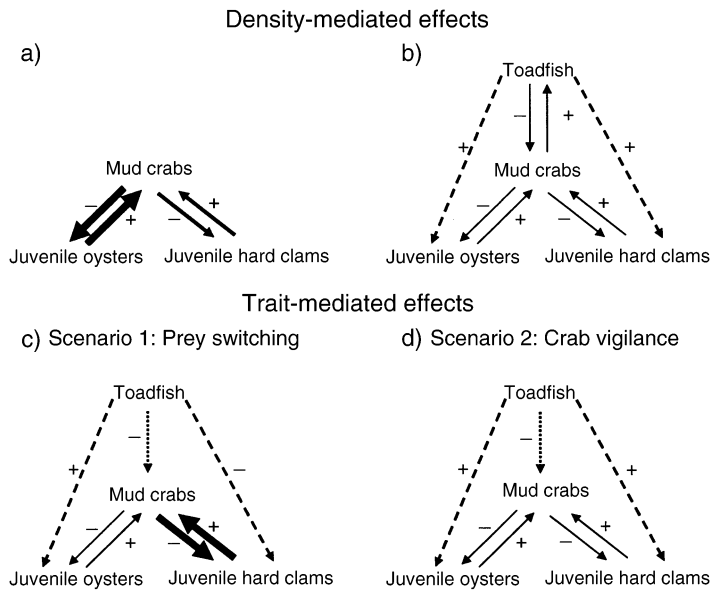 Density-mediated effects
a)
b)
Toadfish
− +
+ +
Mud crabs
Mud crabs
− + − +
− + − +
Juvenile oysters Juvenile hard clams
Juvenile oysters Juvenile hard clams
Trait-mediated effects
c) Scenario 1: Prey switching
d) Scenario 2: Crab vigilance
Toadfish
Toadfish
−
−
+ −
+ +
Mud crabs
Mud crabs
− + − +
− + − +
Juvenile oysters Juvenile hard clams
Juvenile oysters Juvenile hard clams